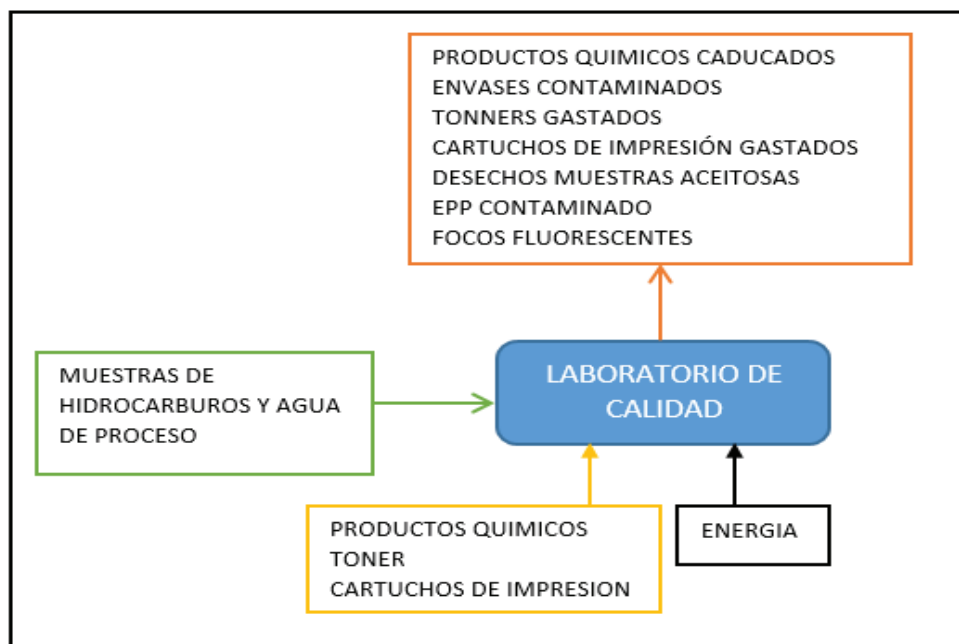 PRODUCTOS QUIMICOS CADUCADOS
ENVASES CONTAMINADOS
TONNERS GASTADOS
CARTUCHOS DE IMPRESIÓN GASTADOS
DESECHOS MUESTRAS ACEITOSAS
EPP CONTAMINADO
FOCOS FLUORESCENTES
MUESTRAS DE
HIDROCARBUROS Y AGUA
DE PROCESO
LABORATORIO DE
CALIDAD
PRODUCTOS QUIMICOS
TONER
CARTUCHOS DE IMPRESION
ENERGIA